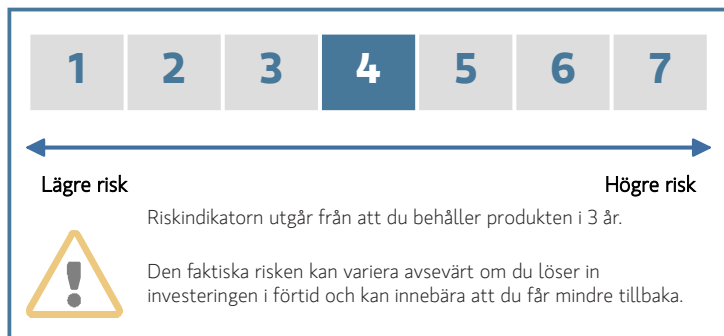 1 2 3 4 5 6 7
Lägre risk Högre risk
Riskindikatorn utgår från att du behåller produkten i 3 år.
Den faktiska risken kan variera avsevärt om du löser in
investeringen i förtid och kan innebära att du får mindre tillbaka.